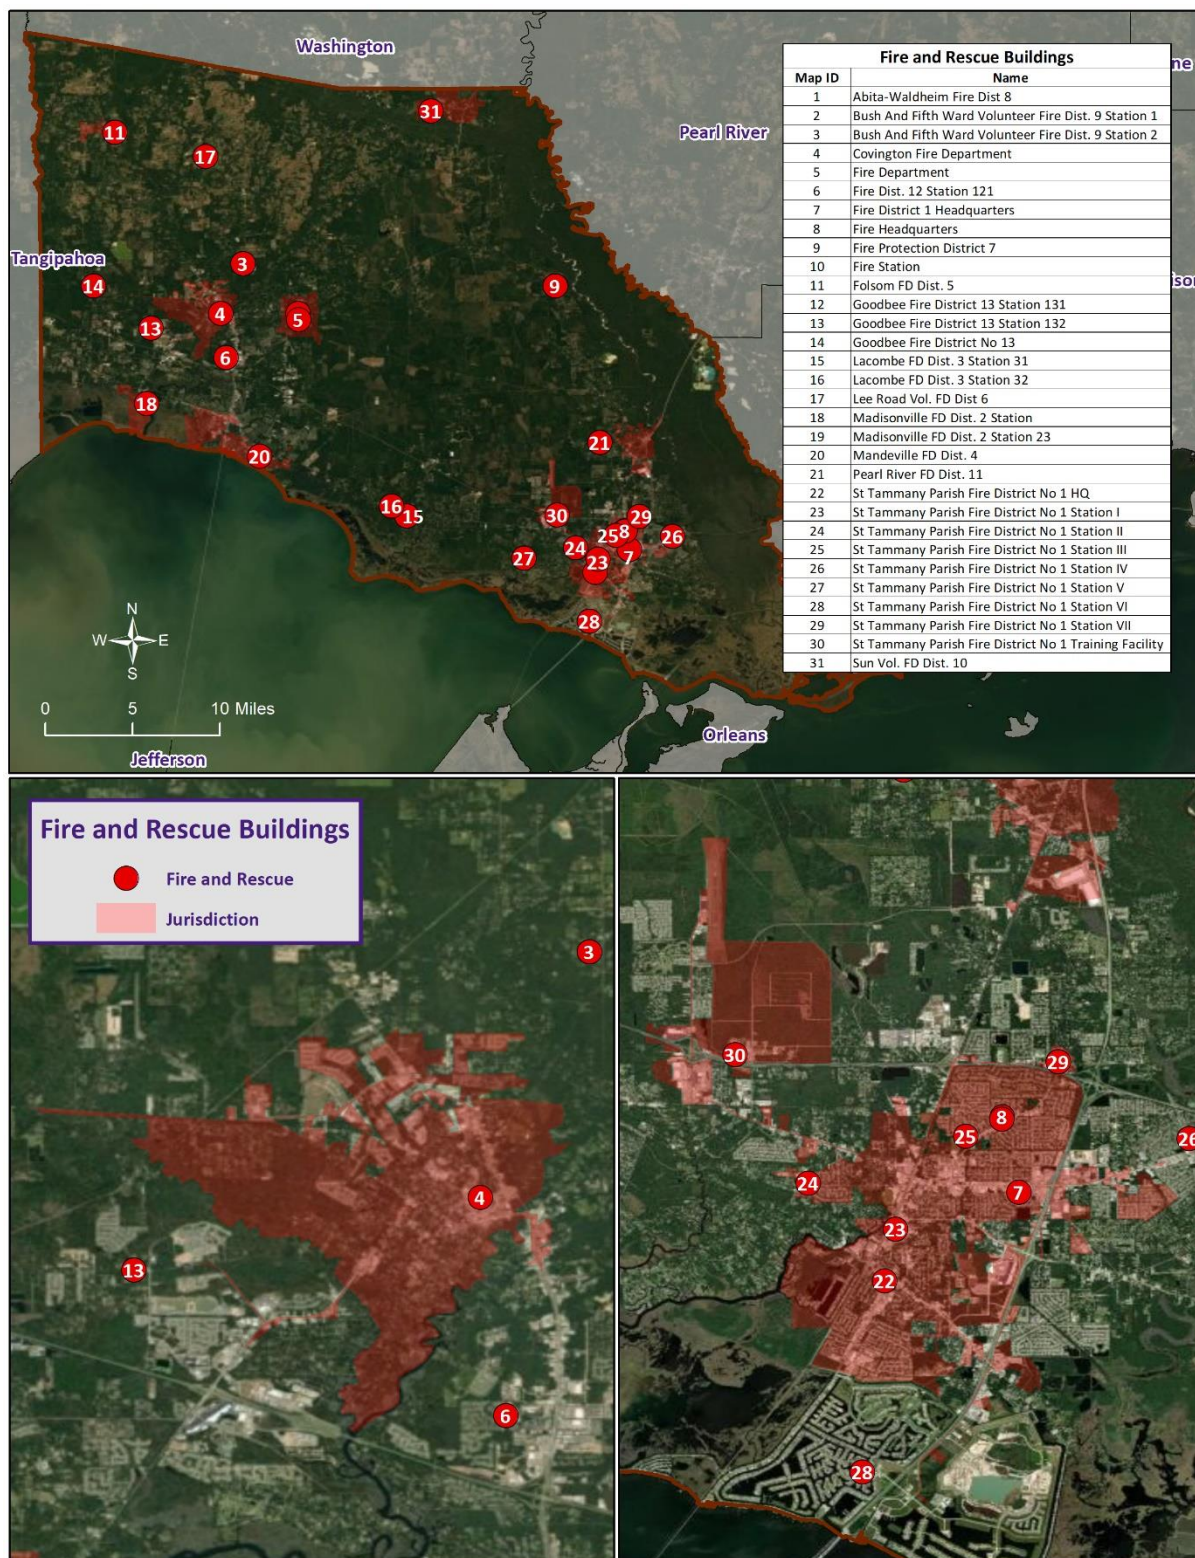 Washington
Pearl River
Tangipahoa
Orleans
Jefferson
ne
ison
31
11
17
3
14
9
4
5
13
6
18
20
21
16
15
30
29
8
25
26
24
7
27
23
28
N
W E
S
0 5 10 Miles
Fire and Rescue Buildings
Map ID Name
1 Abita-Waldheim Fire Dist 8
2 Bush And Fifth Ward Volunteer Fire Dist. 9 Station 1
3 Bush And Fifth Ward Volunteer Fire Dist. 9 Station 2
4 Covington Fire Department
5 Fire Department
6 Fire Dist. 12 Station 121
7 Fire District 1 Headquarters
8 Fire Headquarters
9 Fire Protection District 7
10 Fire Station
11 Folsom FD Dist. 5
12 Goodbee Fire District 13 Station 131
13 Goodbee Fire District 13 Station 132
14 Goodbee Fire District No 13
15 Lacombe FD Dist. 3 Station 31
16 Lacombe FD Dist. 3 Station 32
17 Lee Road Vol. FD Dist 6
18 Madisonville FD Dist. 2 Station
19 Madisonville FD Dist. 2 Station 23
20 Mandeville FD Dist. 4
21 Pearl River FD Dist. 11
22 St Tammany Parish Fire District No 1 HQ
23 St Tammany Parish Fire District No 1 Station I
24 St Tammany Parish Fire District No 1 Station II
25 St Tammany Parish Fire District No 1 Station III
26 St Tammany Parish Fire District No 1 Station IV
27 St Tammany Parish Fire District No 1 Station V
28 St Tammany Parish Fire District No 1 Station VI
29 St Tammany Parish Fire District No 1 Station VII
30 St Tammany Parish Fire District No 1 Training Facility
31 Sun Vol. FD Dist. 10
Fire and Rescue Buildings
Fire and Rescue
Jurisdiction
3
4
13
6
30
29
8
25
26
24
7
23
22
28